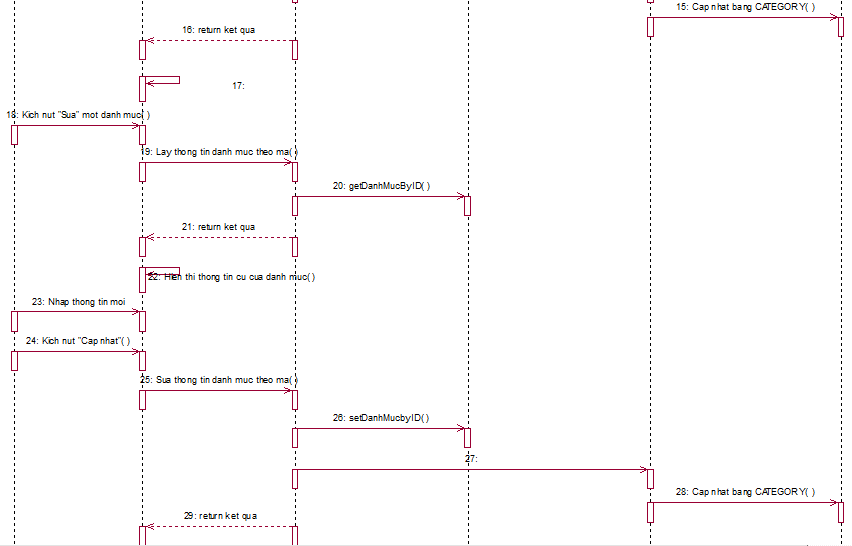 15: Cap nhat bang CATEGORY( )
16: return ket qua
17:
18: Kich nut "Sua" mot danh muc( )
19: Lay thong tin danh muc theo ma( )
20: getDanhMucByID( )
21: return ket qua
22: Hien thi thong tin cu cua danh muc( )
23: Nhap thong tin moi
24: Kich nut "Cap nhat"( )
25: Sua thong tin danh muc theo ma( )
26: setDanhMucbyID( )
27:
28: Cap nhat bang CATEGORY( )
29: return ket qua